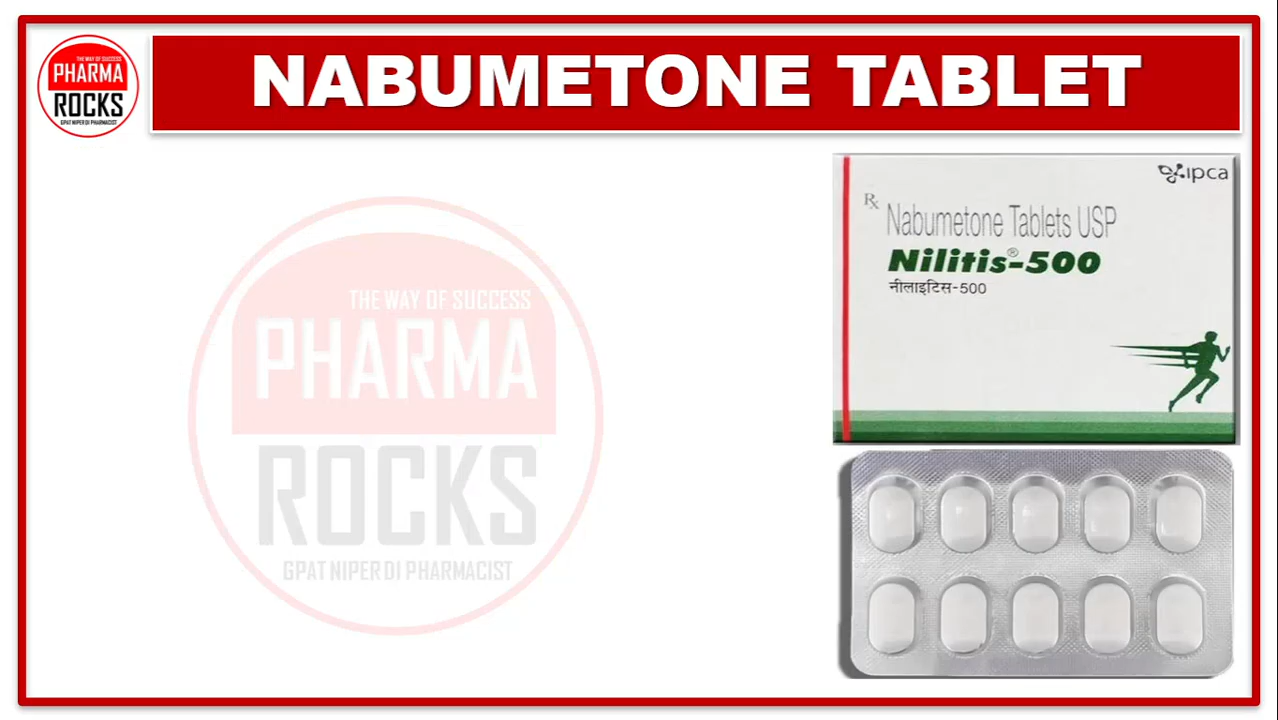 THE WAY OF SUCCESS
PHARMA
ROCKS
GPAT NIPER DI PHARMACIST
NABUMETONE TABLET
THE WAY OF SUCCESS
PHARMA
ROCKS
GPAT NIPER DI PHARMACIST
ipca
Rx
Nabumetone Tablets USP
Nilitis®-500
नीलाइटिस-500